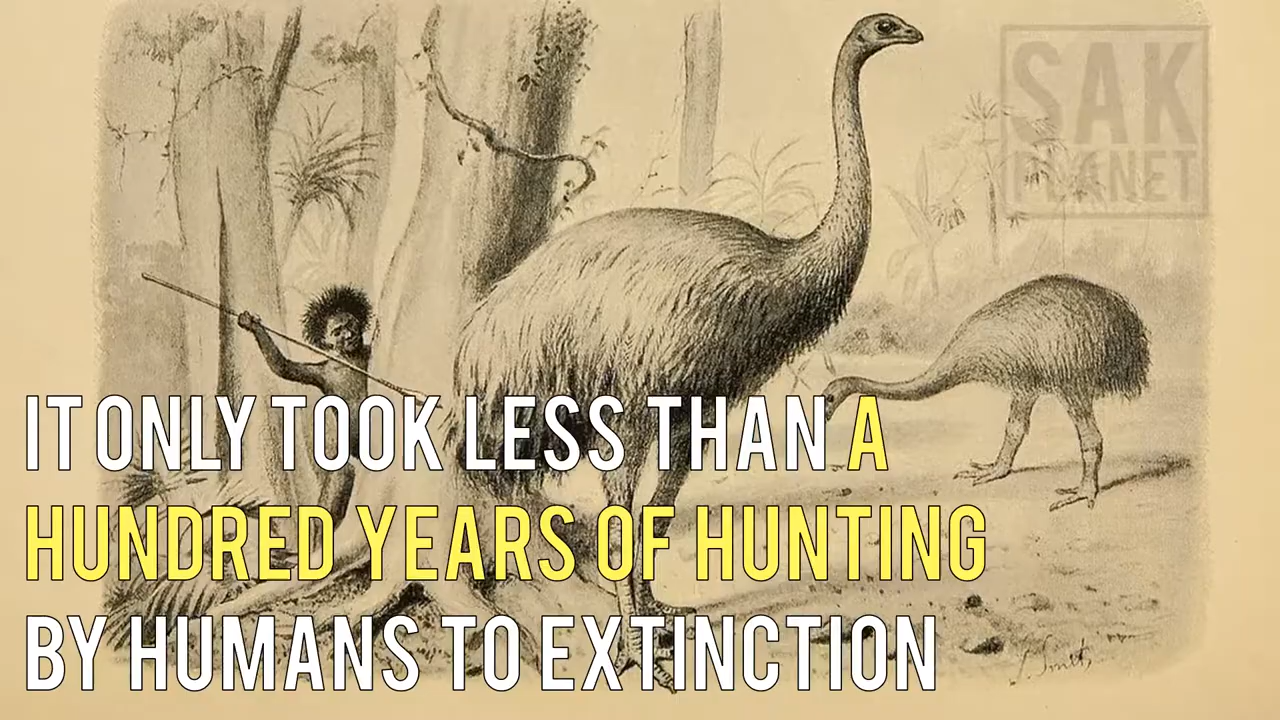 SAK
PLANET
IT ONLY TOOK LESS THAN A
HUNDRED YEARS OF HUNTING
BY HUMANS TO EXTINCTION